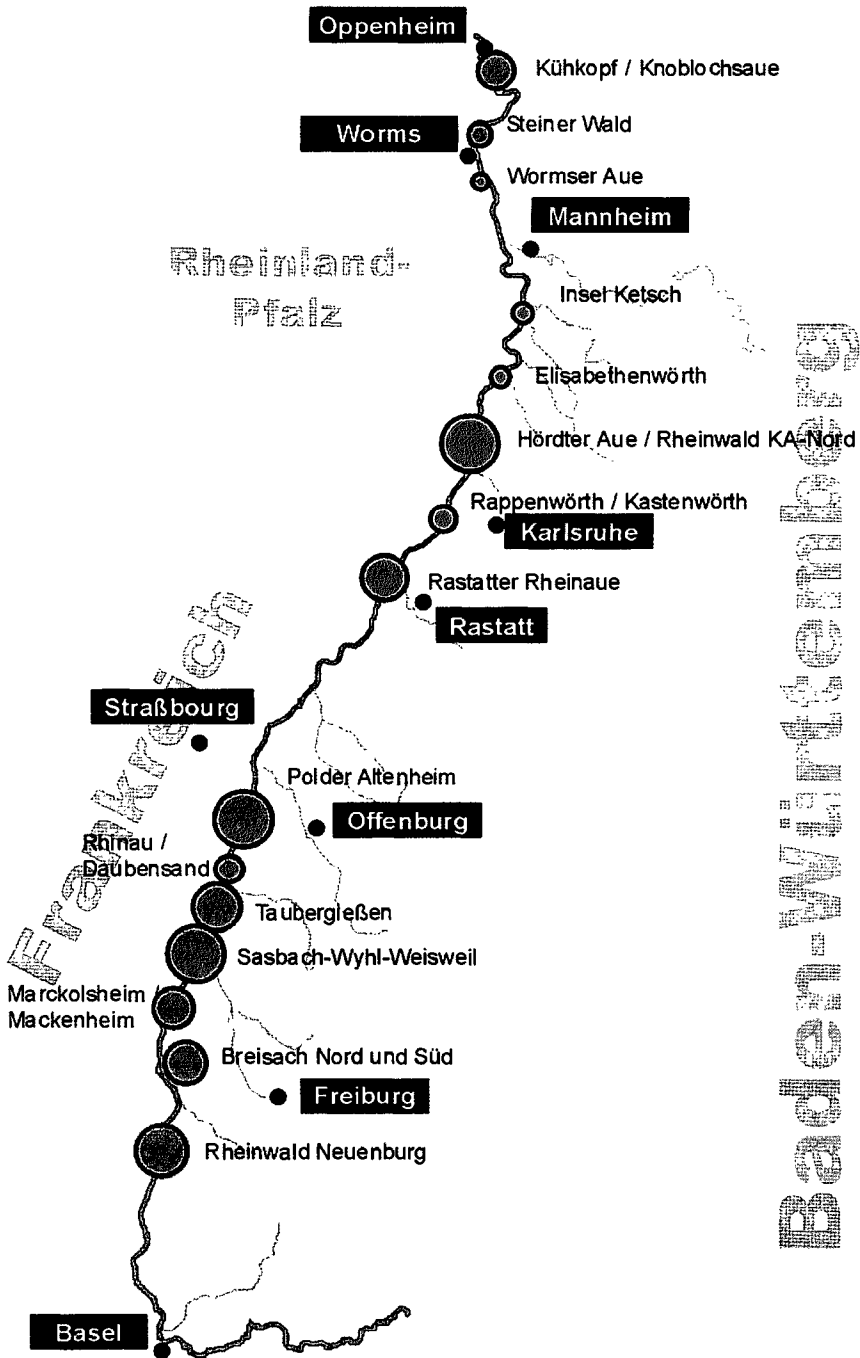 Oppenheim
Kühkopf / Knoblochsaue
Steiner Wald
Worms
Wormser Aue
Mannheim
Rheinland-
Pfalz
Insel Ketsch
Elisabethenwörth
Hördter Aue / Rheinwald KA-Nord
Rappenwörth / Kastenwörth
Karlsruhe
Rastatter Rheinaue
Rastatt
Baden-Württemberg
Frankreich
Straßbourg
Polder Altenheim
Offenburg
Rhinau /
Daubensand
Taubergießen
Sasbach-Wyhl-Weisweil
Marckolsheim /
Mackenheim
Breisach Nord und Süd
Freiburg
Rheinwald Neuenburg
Basel